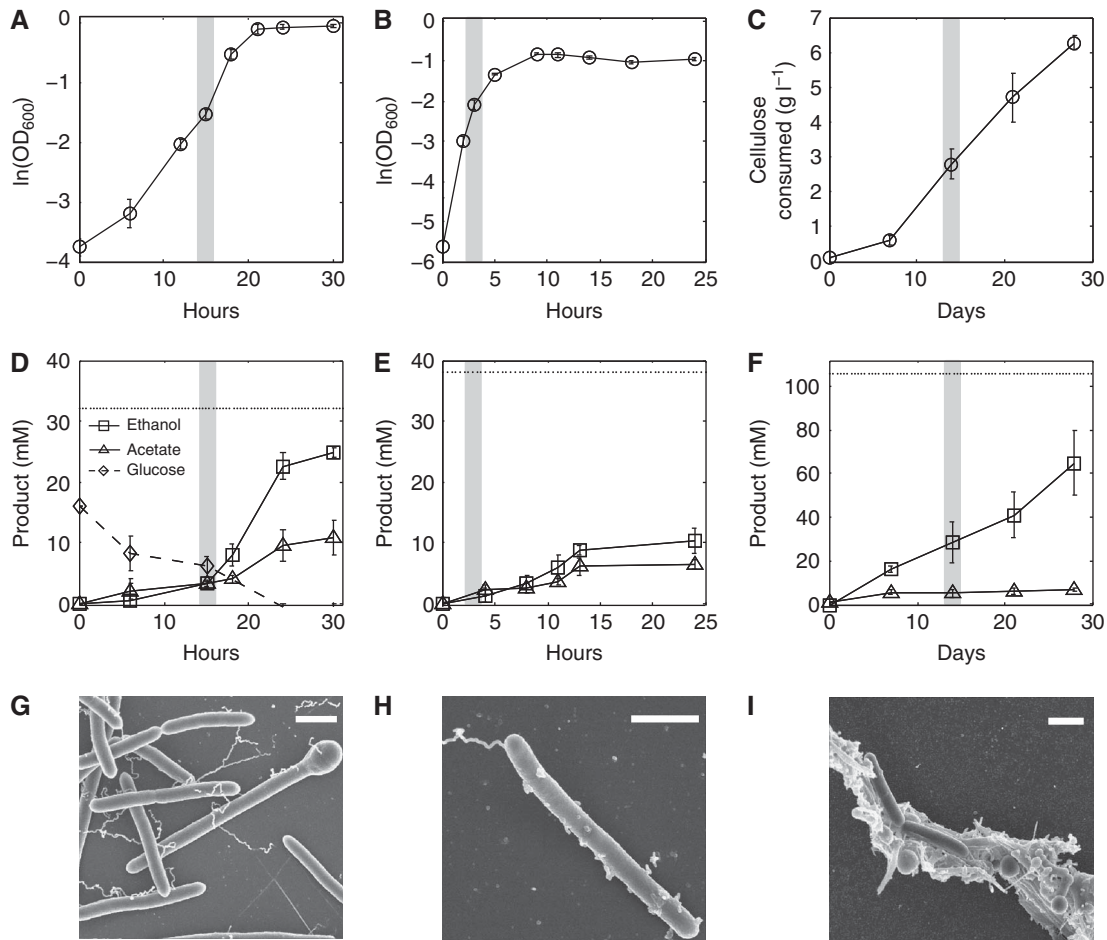 A
B
C
0
−1
−2
−3
−4
ln(OD600)
0
10
20
30
Hours
0
−1
−2
−3
−4
−5
−6
ln(OD600)
0
5
10
15
20
25
Hours
7
6
5
4
3
2
1
0
Cellulose
consumed (g l−1)
0
10
20
30
Days
D
E
F
40
30
20
10
0
Product (mM)
Ethanol
Acetate
Glucose
0
10
20
30
Hours
40
30
20
10
0
Product (mM)
0
5
10
15
20
25
Hours
100
80
60
40
20
0
Product (mM)
0
10
20
30
Days
G
H
I